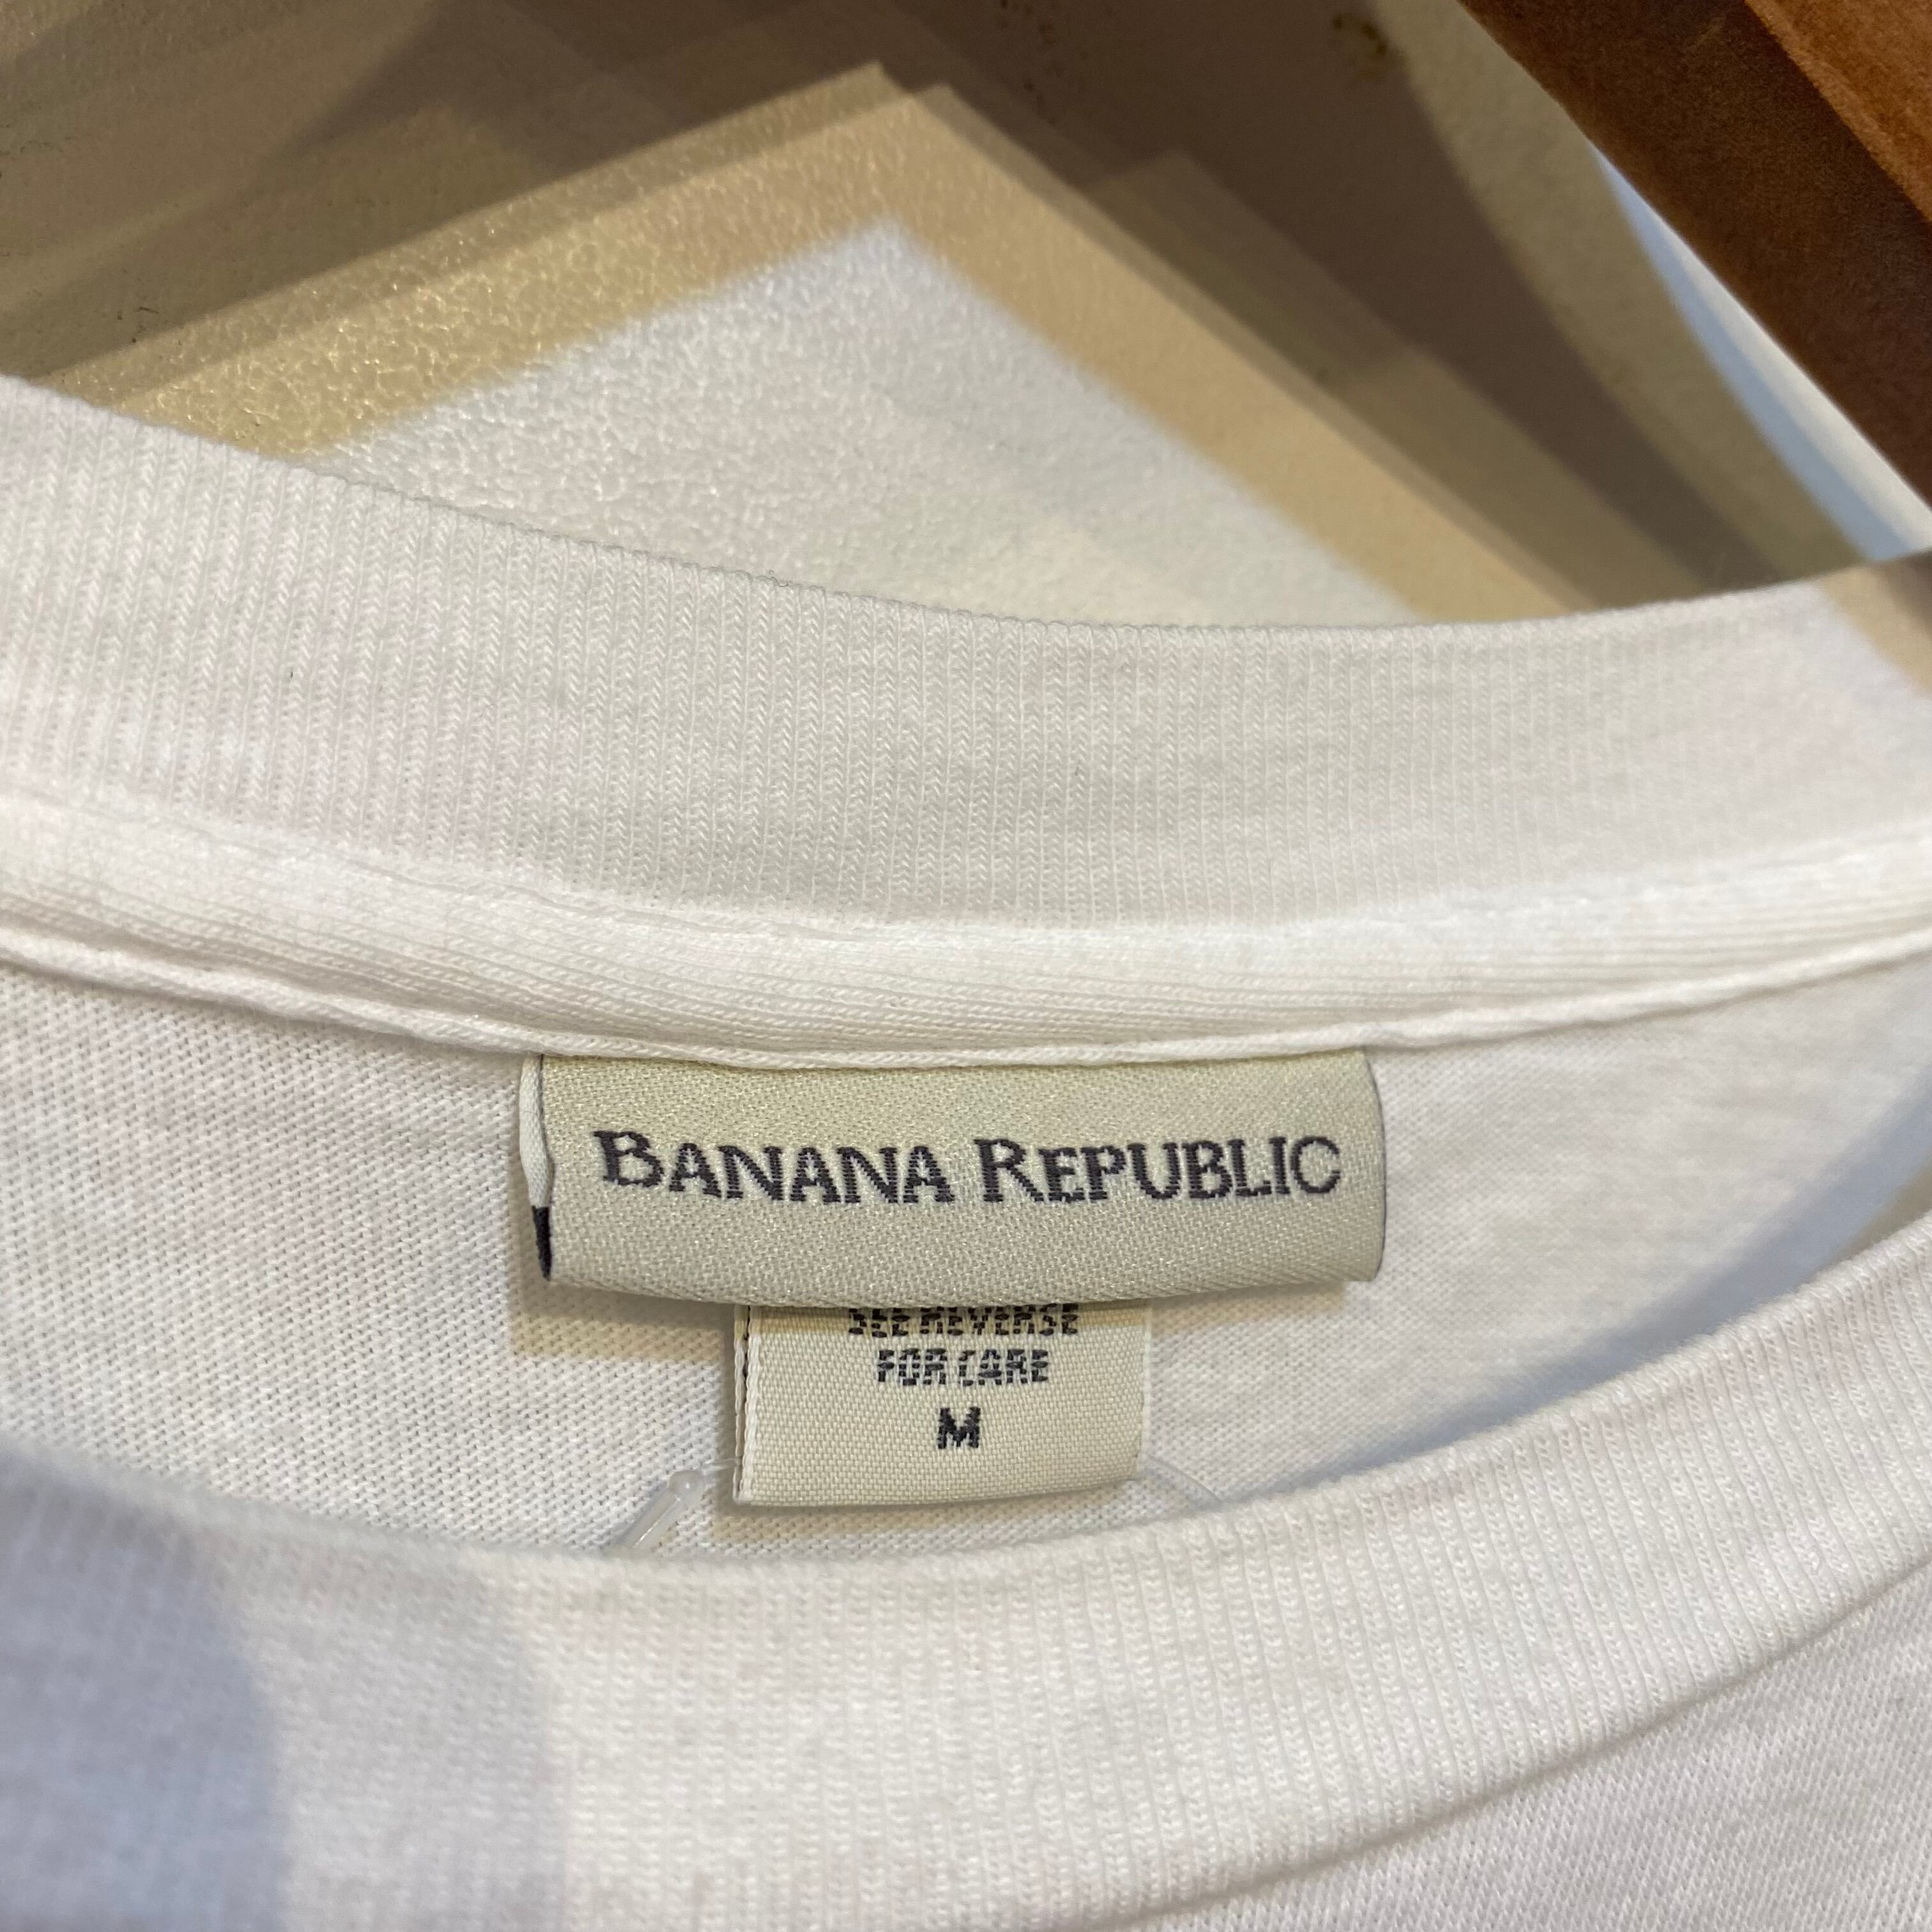 BANANA REPUBLIC
SEE REVERSE
FOR CARE
M